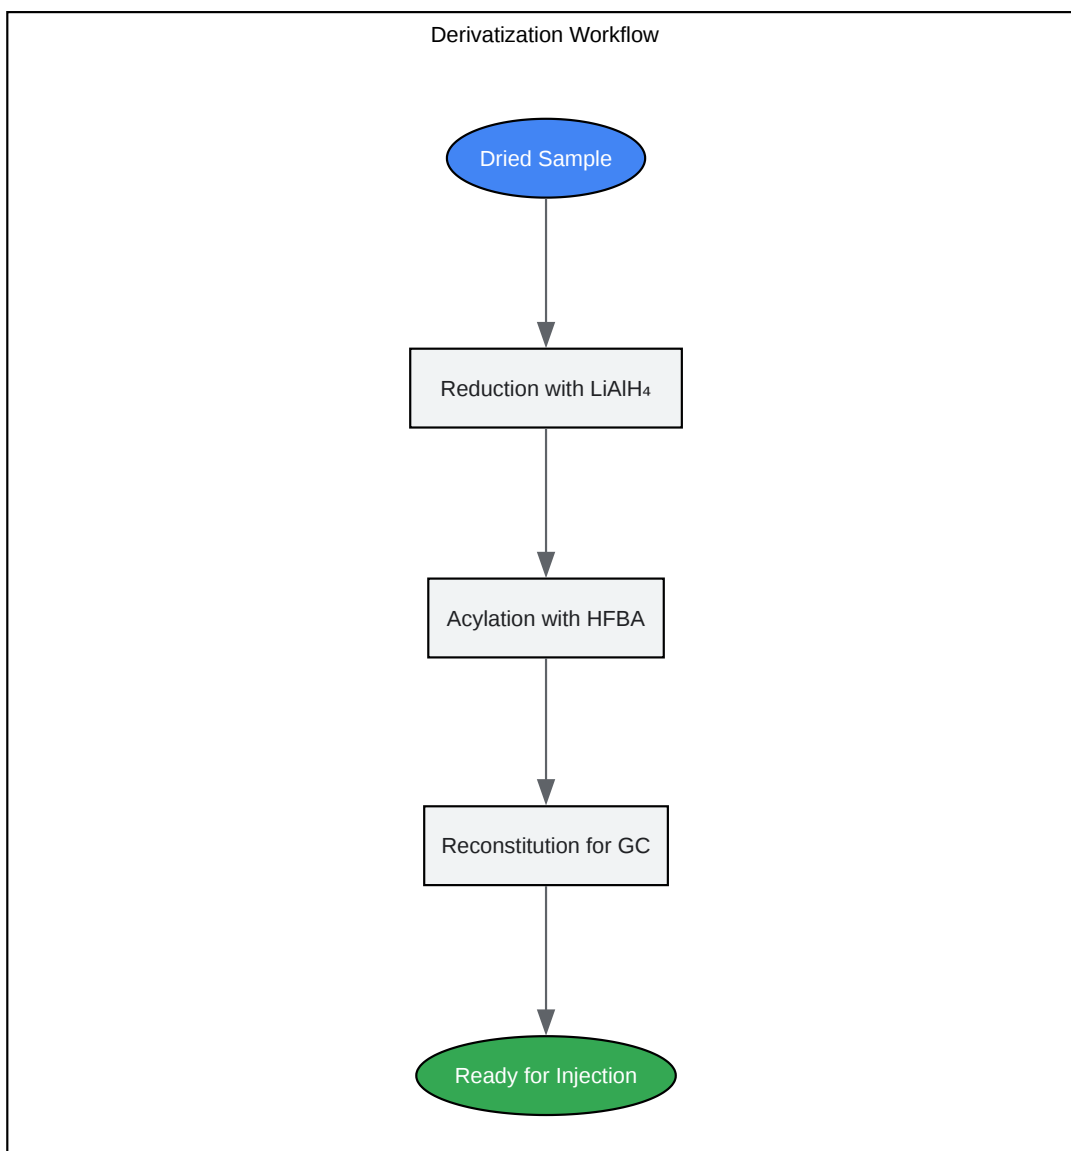 Derivatization Workflow
Dried Sample
Reduction with LiAlH₄
Acylation with HFBA
Reconstitution for GC
Ready for Injection